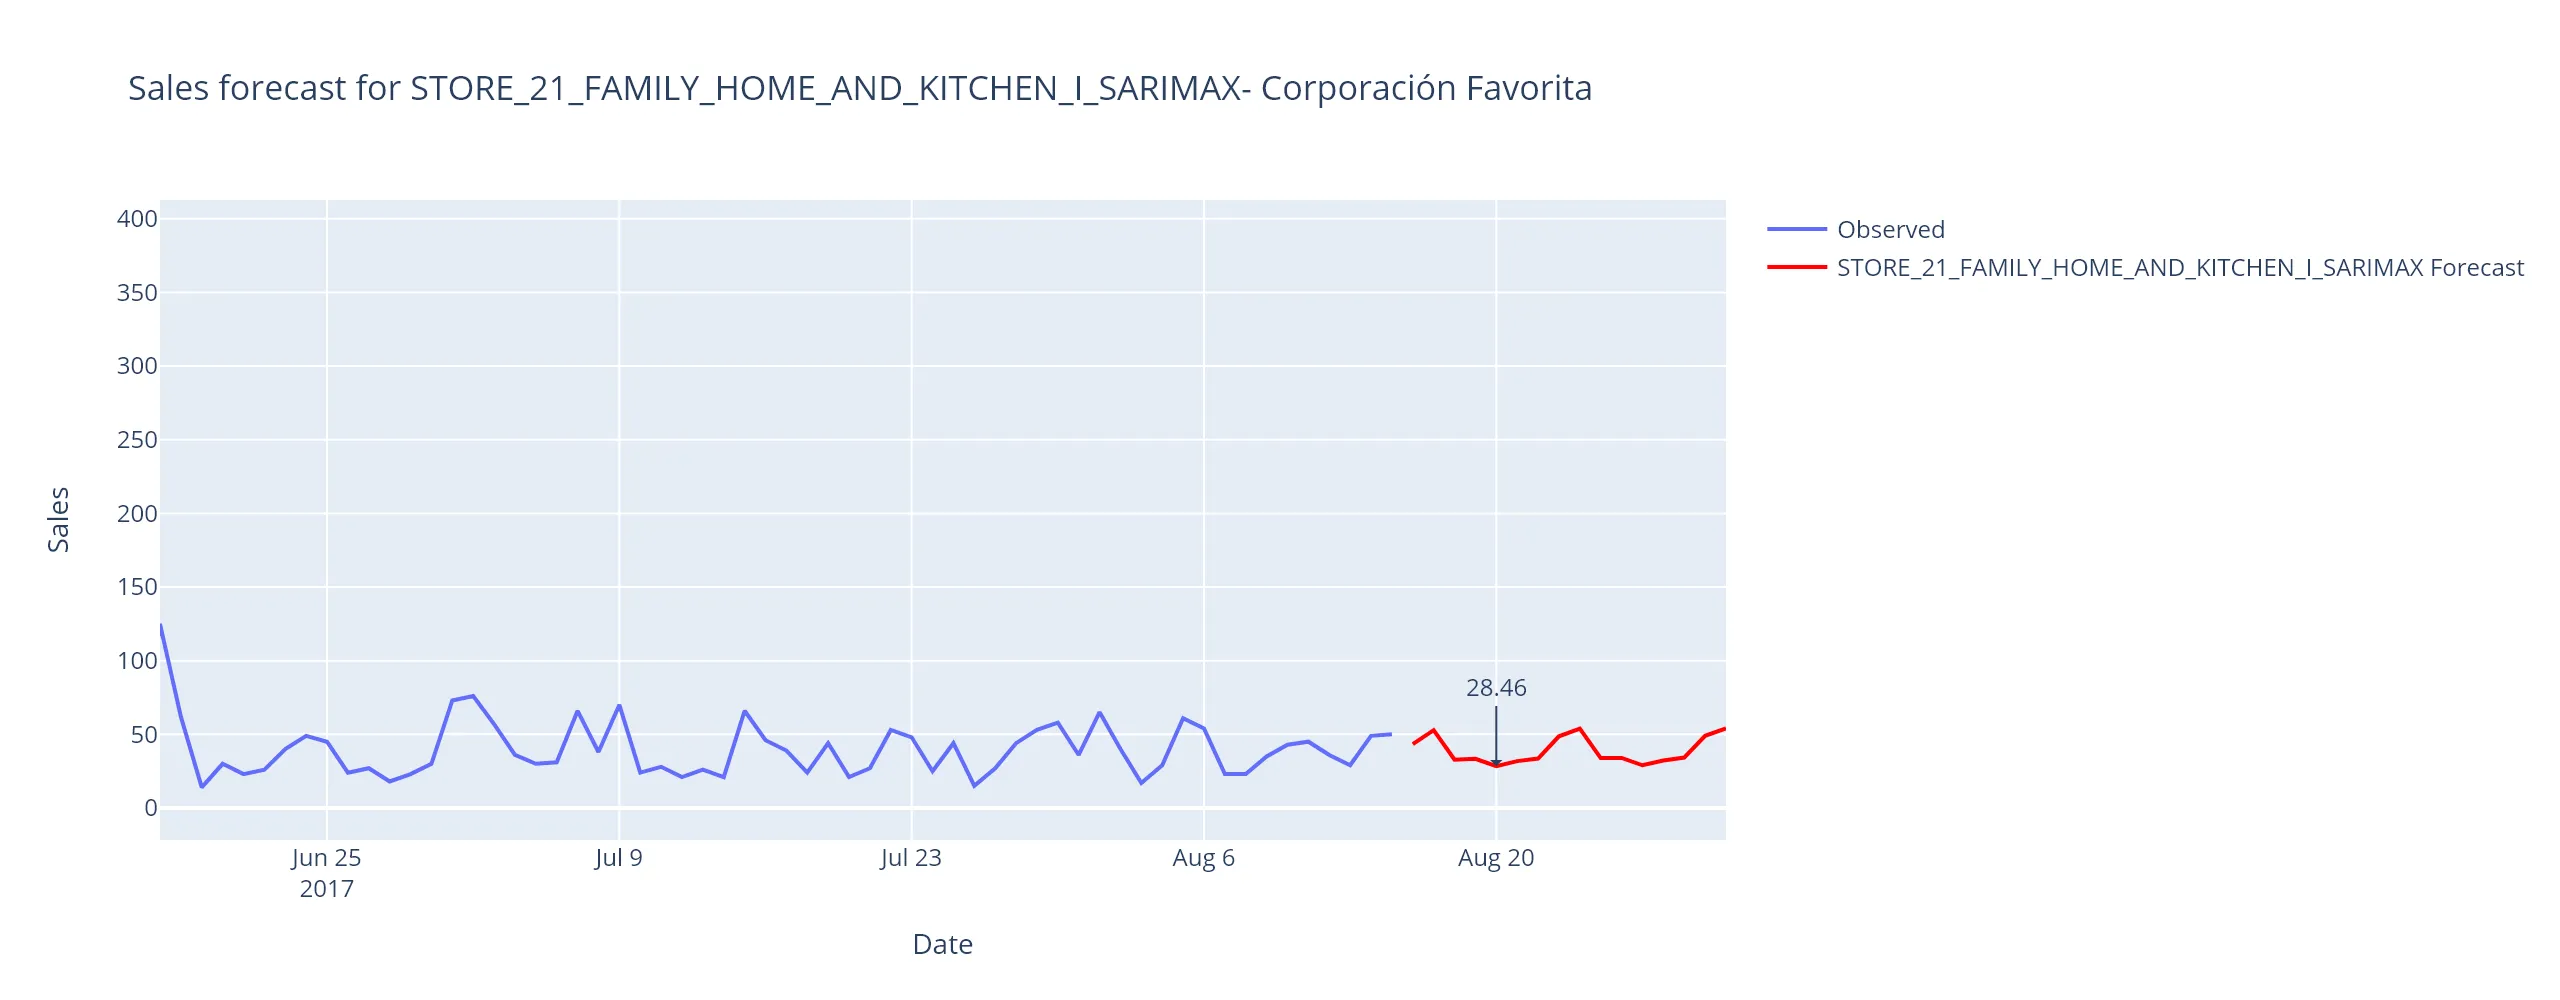 Sales forecast for STORE_21_FAMILY_HOME_AND_KITCHEN_I_SARIMAX- Corporación Favorita
Observed
STORE_21_FAMILY_HOME_AND_KITCHEN_I_SARIMAX Forecast
400
350
300
250
200
150
100
50
0
Sales
28.46
Jun 25
2017
Jul 9
Jul 23
Aug 6
Aug 20
Date